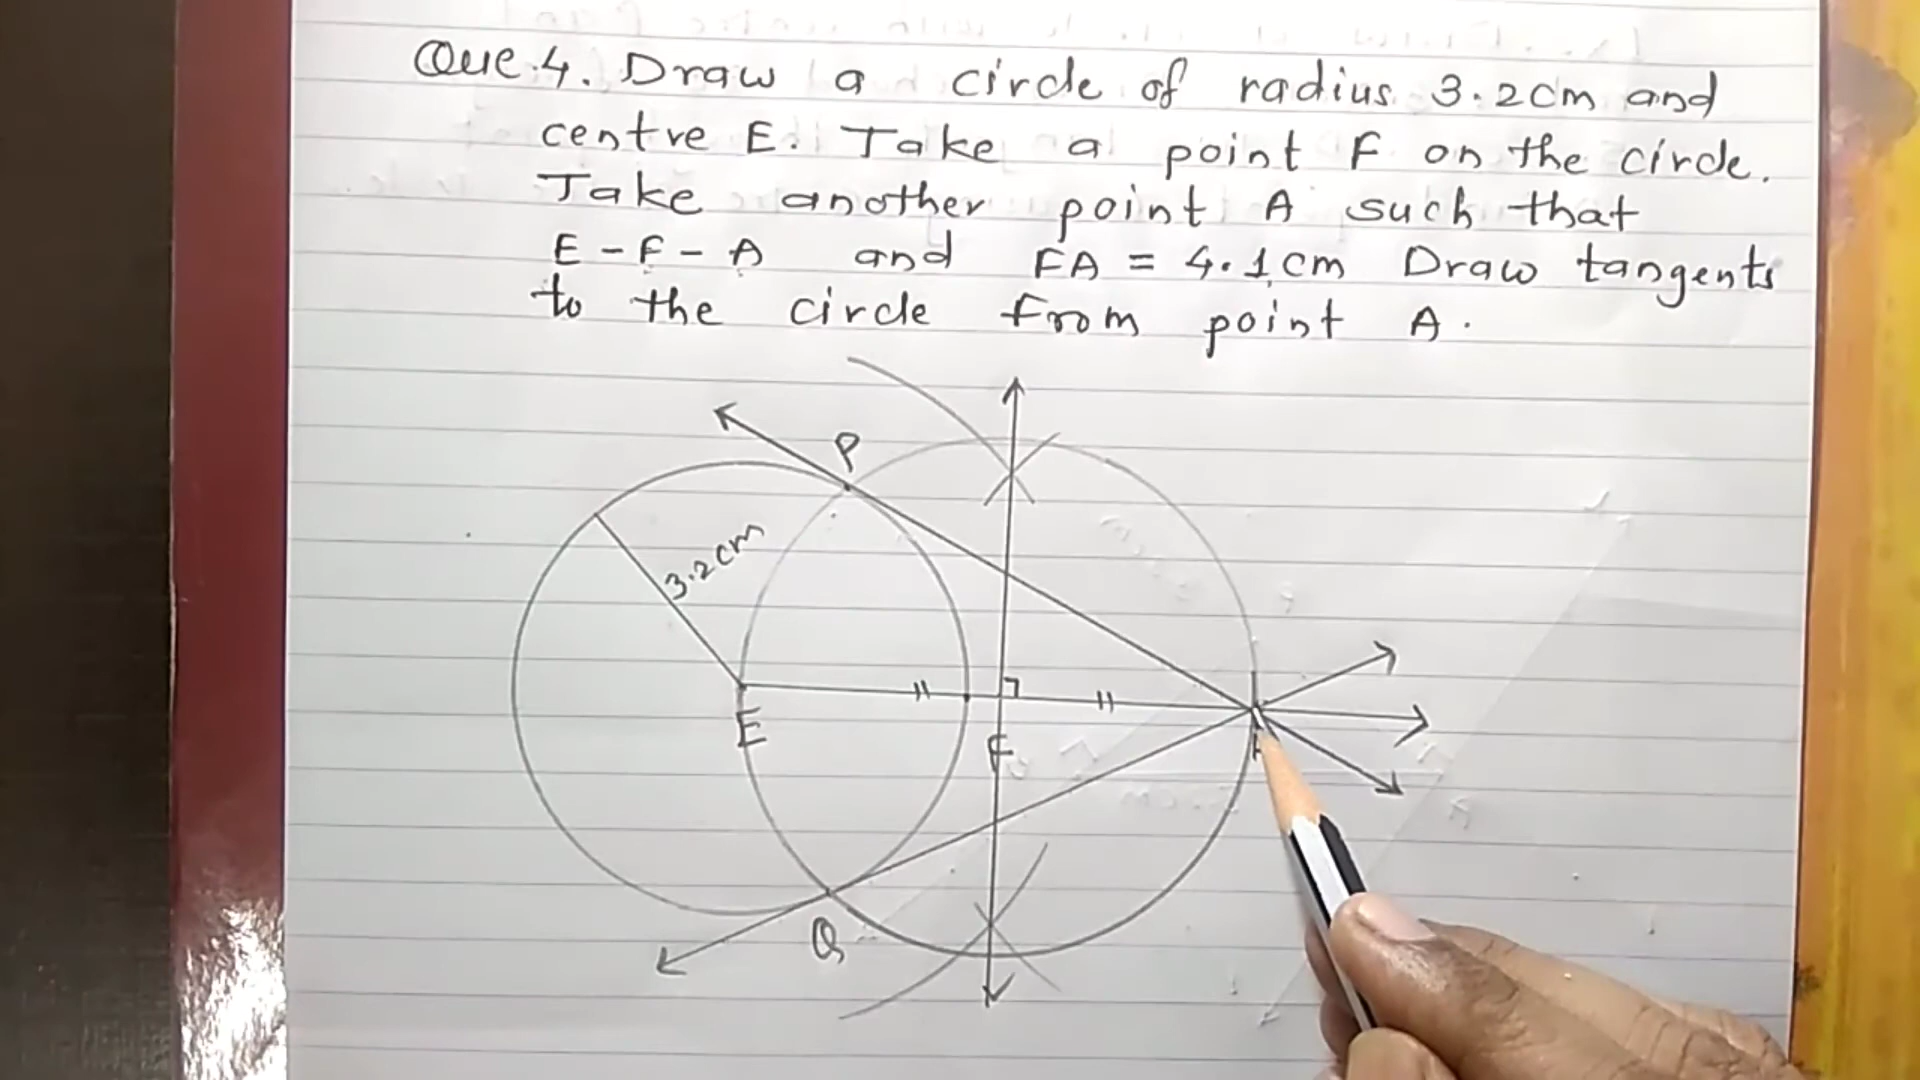 Que.4. Draw a circle of radius 3.2cm and
centre E. Take a point F on the circle.
Take another point A such that
E - F - A and FA = 4.1cm Draw tangents
to the circle from point A.
P
3.2cm
E
F
Q